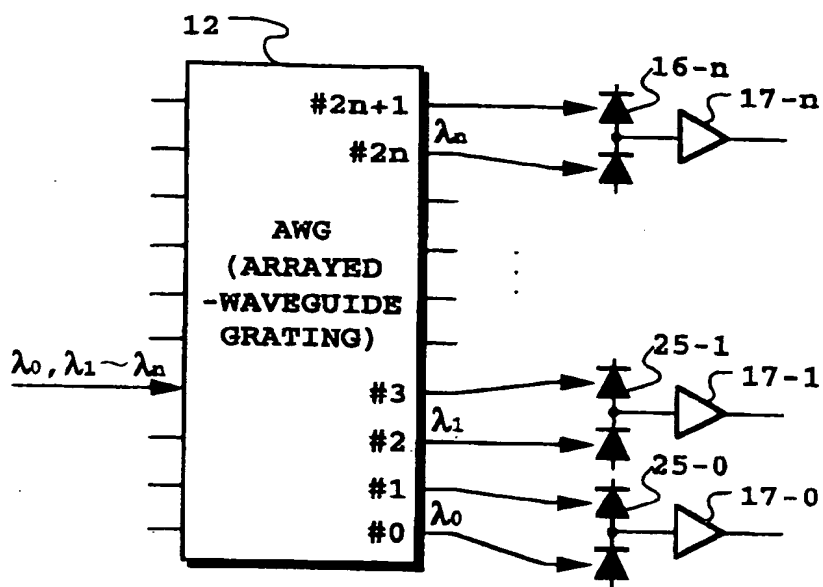 12
16-n
#2n+1
17-n
λn
#2n
AWG
(ARRAYED
-WAVEGUIDE
GRATING)
λ0, λ1~λn
25-1
#3
17-1
λ1
#2
25-0
#1
17-0
λ0
#0